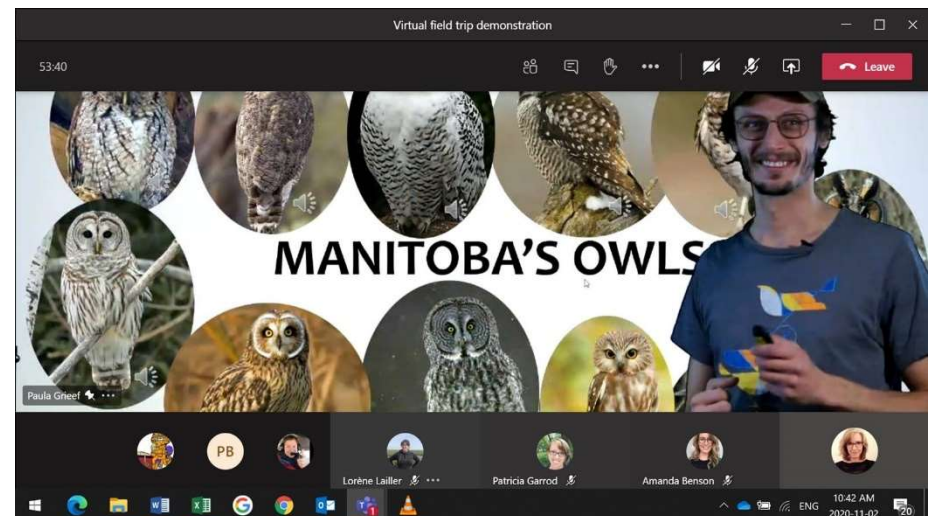 Virtual field trip demonstration
53:40
Leave
MANITOBA'S OWLS
Paula Grieef
PB
Lorène Lailler
Patricia Garrod
Amanda Benson
ENG
10:42 AM
2020-11-02
20